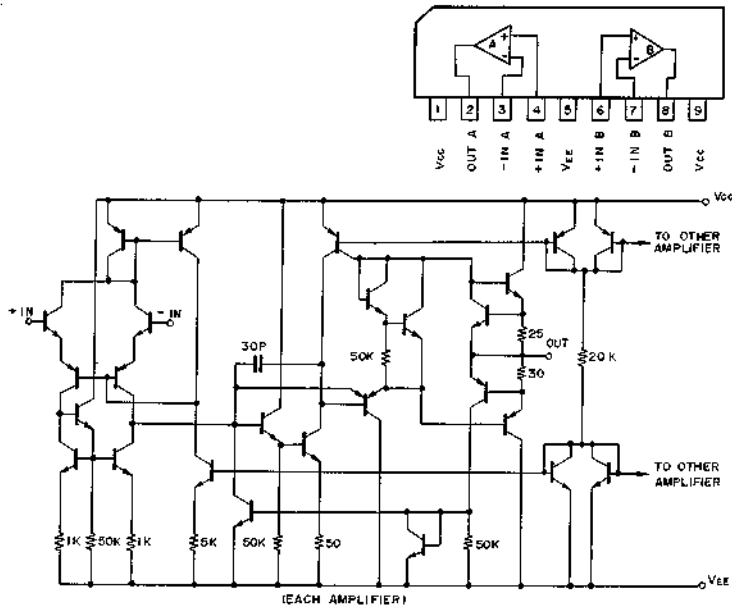 A + -
+ - B
1 2 3 4 5 6 7 8 9
VCC
OUT A
-IN A
+IN A
VEE
+IN B
-IN B
OUT B
VCC
VCC
TO OTHER
AMPLIFIER
+IN
-IN
30P
50K
25
OUT
30
20K
TO OTHER
AMPLIFIER
1K 50K 1K 5K 50K 50 50K
VEE
(EACH AMPLIFIER)